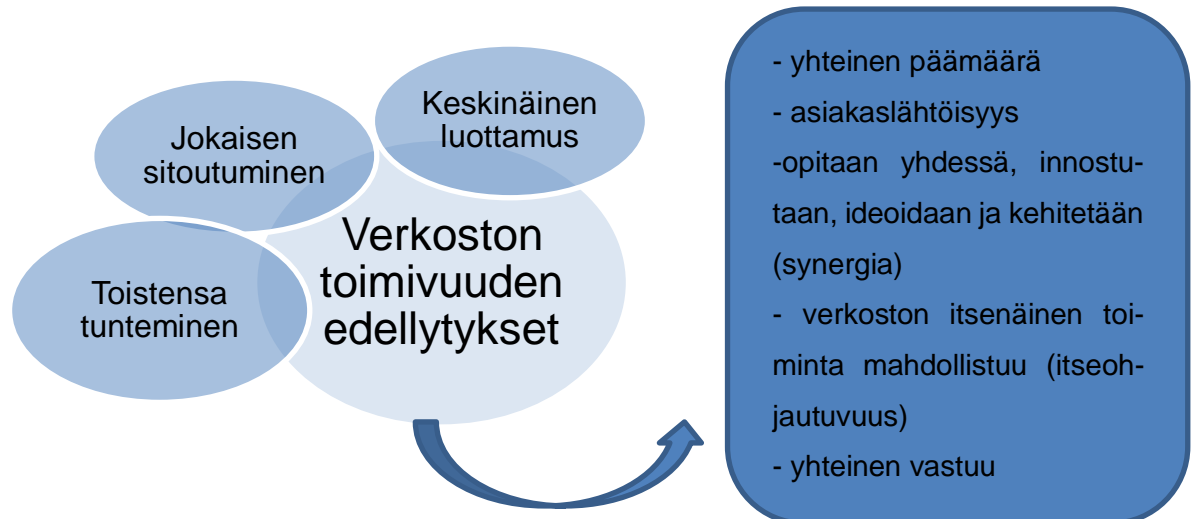 Keskinäinen
luottamus
Jokaisen
sitoutuminen
Toistensa
tunteminen
Verkoston
toimivuuden
edellytykset
- yhteinen päämäärä
- asiakaslähtöisyys
-opitaan yhdessä, innostu-
taan, ideoidaan ja kehitetään
(synergia)
- verkoston itsenäinen toi-
minta mahdollistuu (itseoh-
jautuvuus)
- yhteinen vastuu